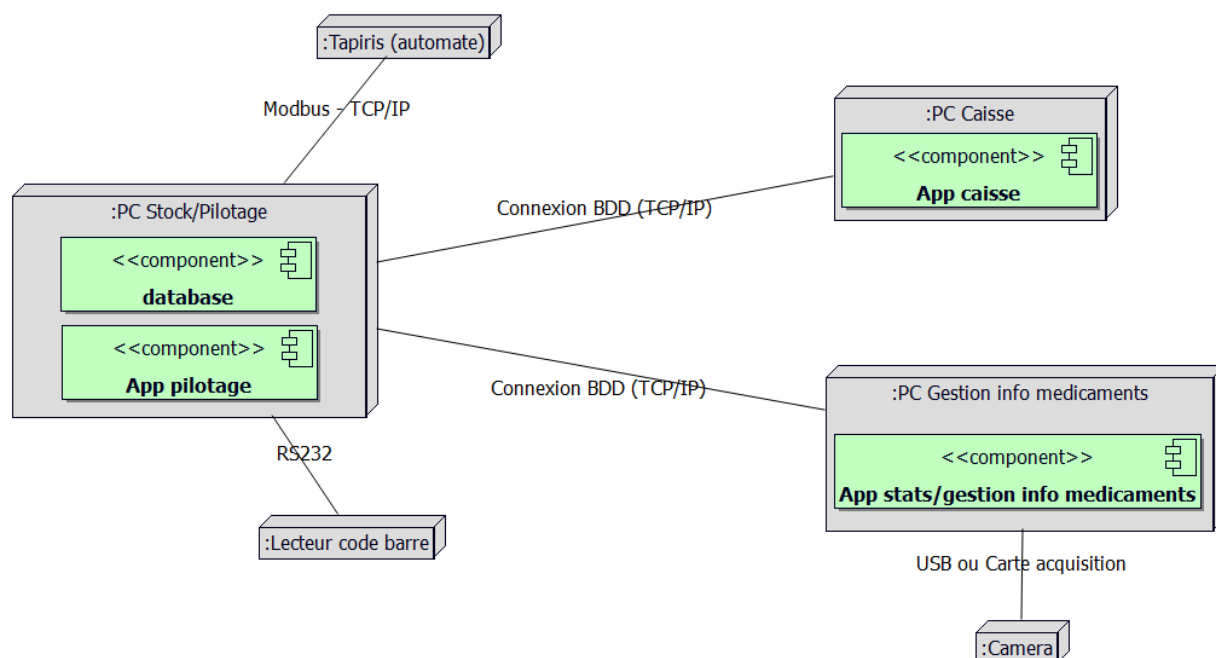 :Tapiris (automate)
Modbus - TCP/IP
:PC Caisse
<<component>>
App caisse
:PC Stock/Pilotage
Connexion BDD (TCP/IP)
<<component>>
database
<<component>>
App pilotage
Connexion BDD (TCP/IP)
:PC Gestion info medicaments
<<component>>
App stats/gestion info medicaments
RS232
:Lecteur code barre
USB ou Carte acquisition
:Camera